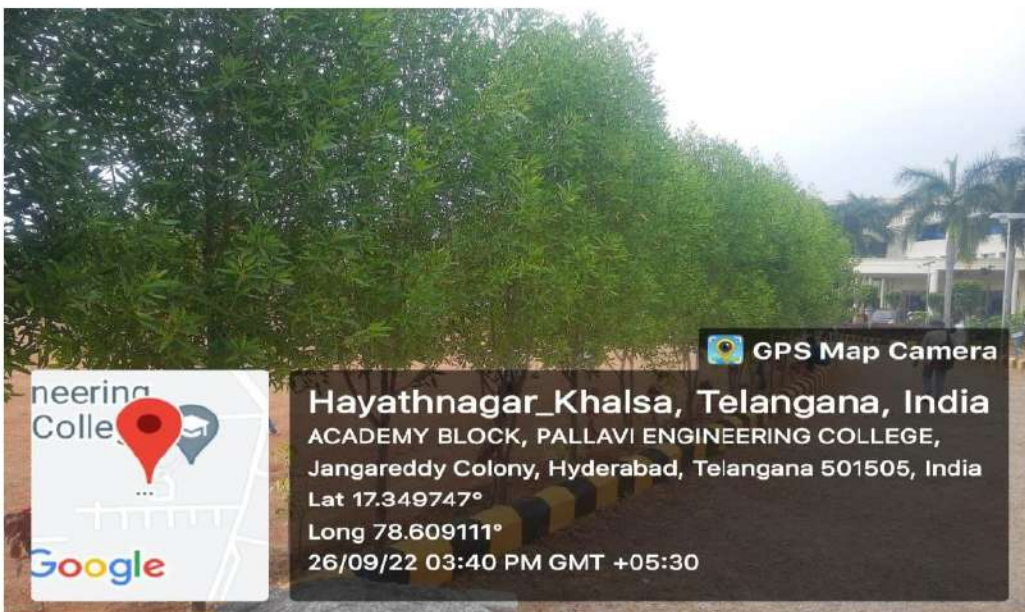 GPS Map Camera
neering
Colle
Google
Hayathnagar_Khalsa, Telangana, India
ACADEMY BLOCK, PALLAVI ENGINEERING COLLEGE,
Jangareddy Colony, Hyderabad, Telangana 501505, India
Lat 17.349747°
Long 78.609111°
26/09/22 03:40 PM GMT +05:30